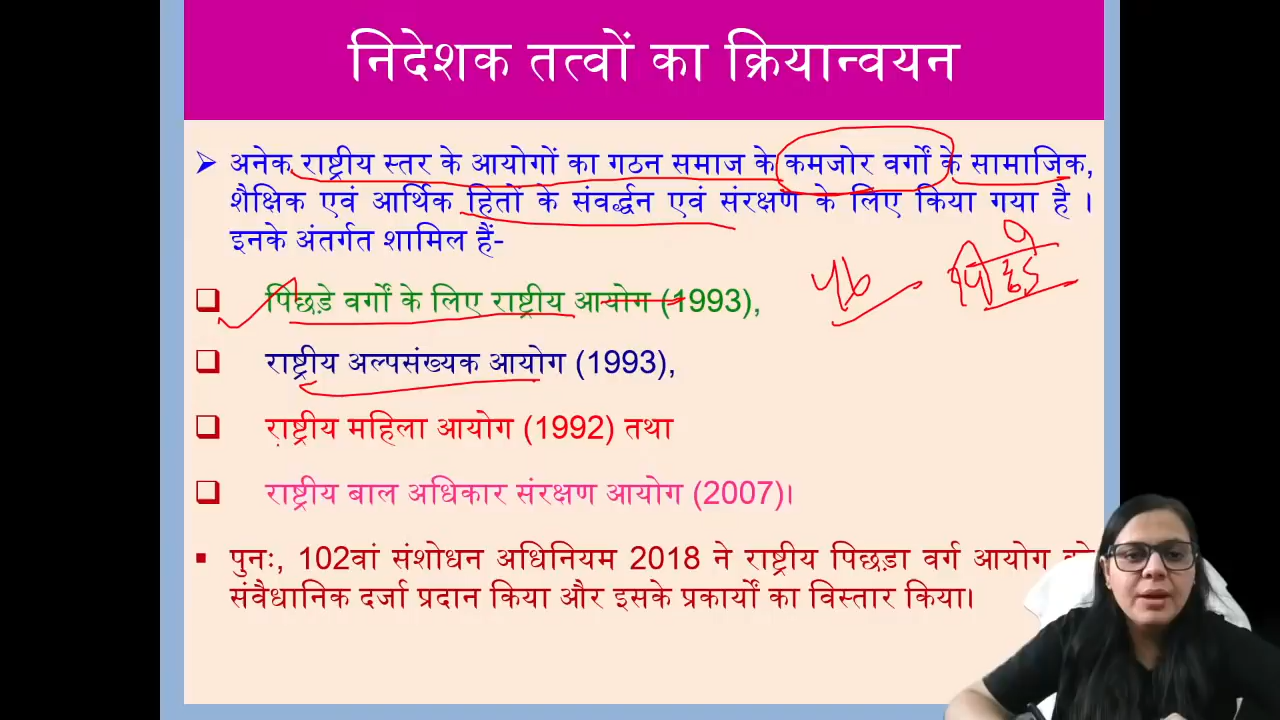 निदेशक तत्वों का क्रियान्वयन
➤ अनेक राष्ट्रीय स्तर के आयोगों का गठन समाज के कमजोर वर्गों के सामाजिक,
शैक्षिक एवं आर्थिक हितों के संवर्द्धन एवं संरक्षण के लिए किया गया है ।
इनके अंतर्गत शामिल हैं-
❑ पिछड़े वर्गों के लिए राष्ट्रीय आयोग (1993),
❑ राष्ट्रीय अल्पसंख्यक आयोग (1993),
❑ राष्ट्रीय महिला आयोग (1992) तथा
❑ राष्ट्रीय बाल अधिकार संरक्षण आयोग (2007)।
▪ पुनः, 102वां संशोधन अधिनियम 2018 ने राष्ट्रीय पिछड़ा वर्ग आयोग
संवैधानिक दर्जा प्रदान किया और इसके प्रकार्यों का विस्तार किया।